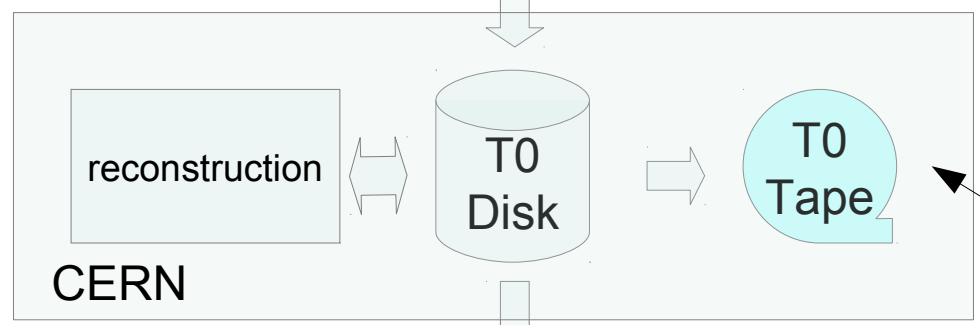 reconstruction
T0
Disk
T0
Tape
CERN